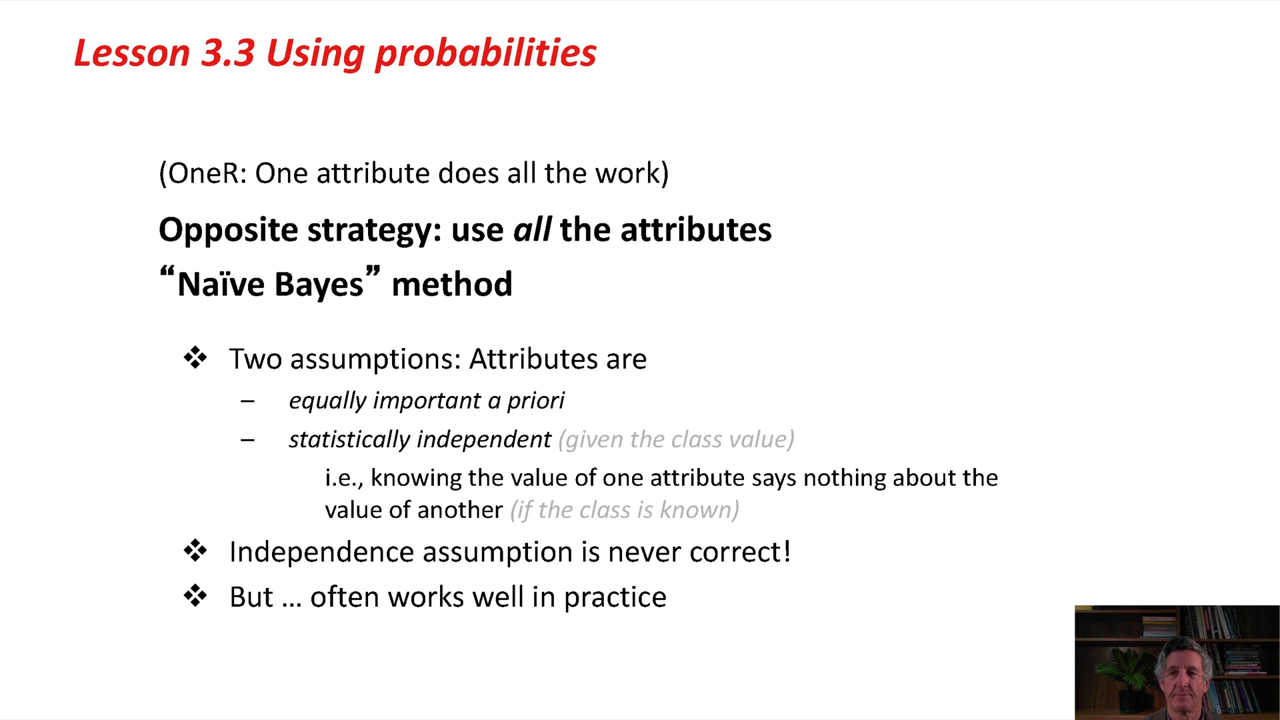 Lesson 3.3 Using probabilities
(OneR: One attribute does all the work)
Opposite strategy: use all the attributes
“Naïve Bayes” method
❖ Two assumptions: Attributes are
– equally important a priori
– statistically independent (given the class value)
i.e., knowing the value of one attribute says nothing about the
value of another (if the class is known)
❖ Independence assumption is never correct!
❖ But … often works well in practice